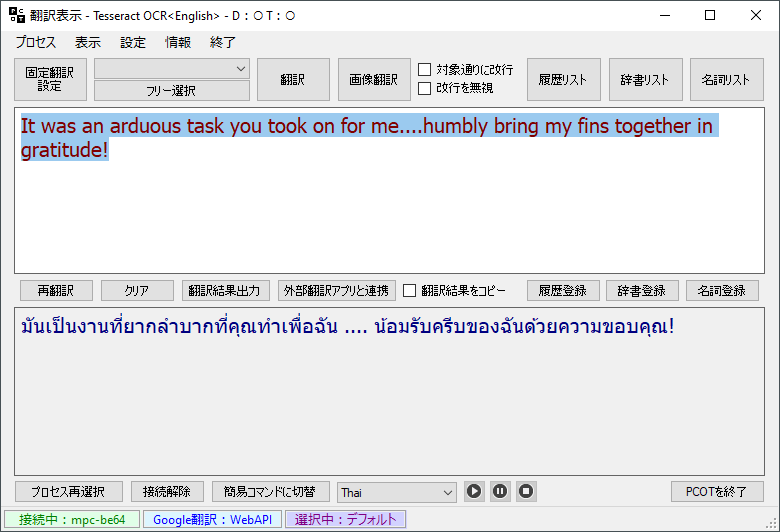 翻訳表示 - Tesseract OCR<English> - D：○ T：○
プロセス 表示 設定 情報 終了
固定翻訳設定
フリー選択
翻訳
画像翻訳
対象通りに改行
改行を無視
履歴リスト
辞書リスト
名詞リスト
It was an arduous task you took on for me....humbly bring my fins together in
gratitude!
再翻訳 クリア 翻訳結果出力 外部翻訳アプリと連携 翻訳結果をコピー 履歴登録 辞書登録 名詞登録
มันเป็นงานที่ยากลำบากที่คุณทำเพื่อฉัน .... น้อมรับครีบของฉันด้วยความขอบคุณ!
プロセス再選択 接続解除 簡易コマンドに切替 Thai PCOTを終了
接続中：mpc-be64 Google翻訳：WebAPI 選択中：デフォルト